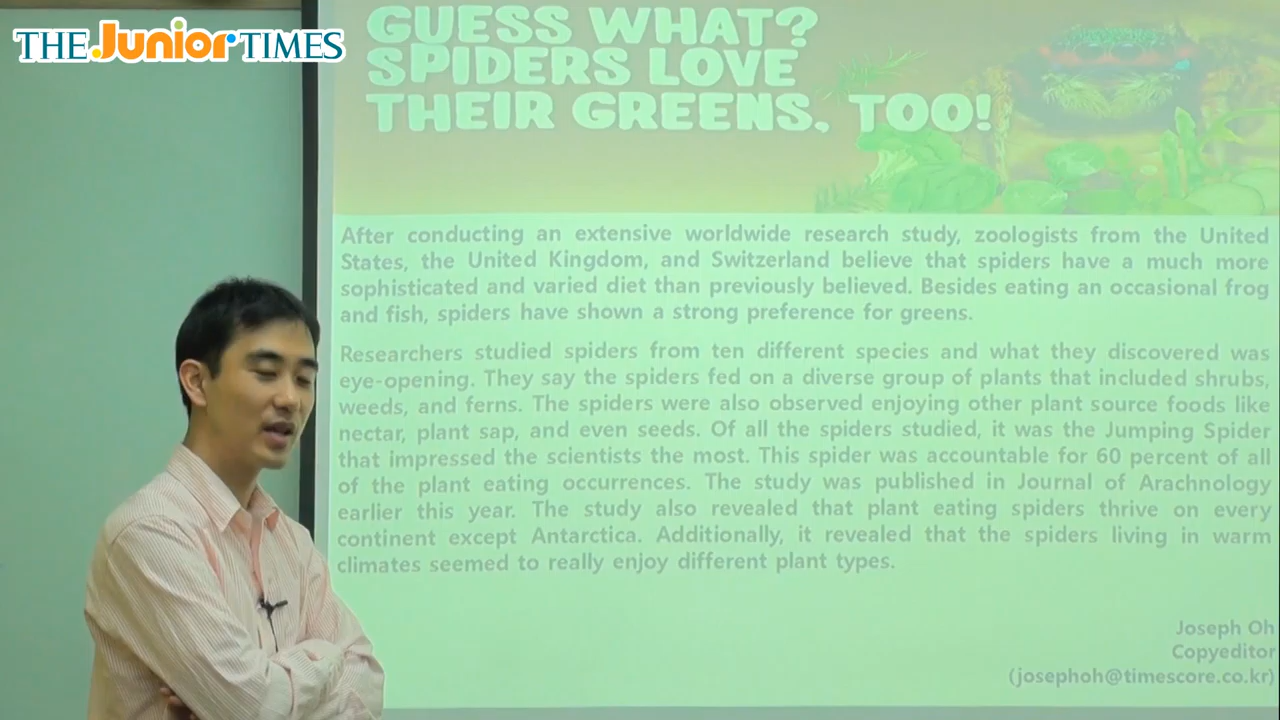 THE Junior TIMES
GUESS WHAT?
SPIDERS LOVE
THEIR GREENS, TOO!
After conducting an extensive worldwide research study, zoologists from the United
States, the United Kingdom, and Switzerland believe that spiders have a much more
sophisticated and varied diet than previously believed. Besides eating an occasional frog
and fish, spiders have shown a strong preference for greens.
Researchers studied spiders from ten different species and what they discovered was
eye-opening. They say the spiders fed on a diverse group of plants that included shrubs,
weeds, and ferns. The spiders were also observed enjoying other plant source foods like
nectar, plant sap, and even seeds. Of all the spiders studied, it was the Jumping Spider
that impressed the scientists the most. This spider was accountable for 60 percent of all
of the plant eating occurrences. The study was published in Journal of Arachnology
earlier this year. The study also revealed that plant eating spiders thrive on every
continent except Antarctica. Additionally, it revealed that the spiders living in warm
climates seemed to really enjoy different plant types.
Joseph Oh
Copyeditor
(josephoh@timescore.co.kr)